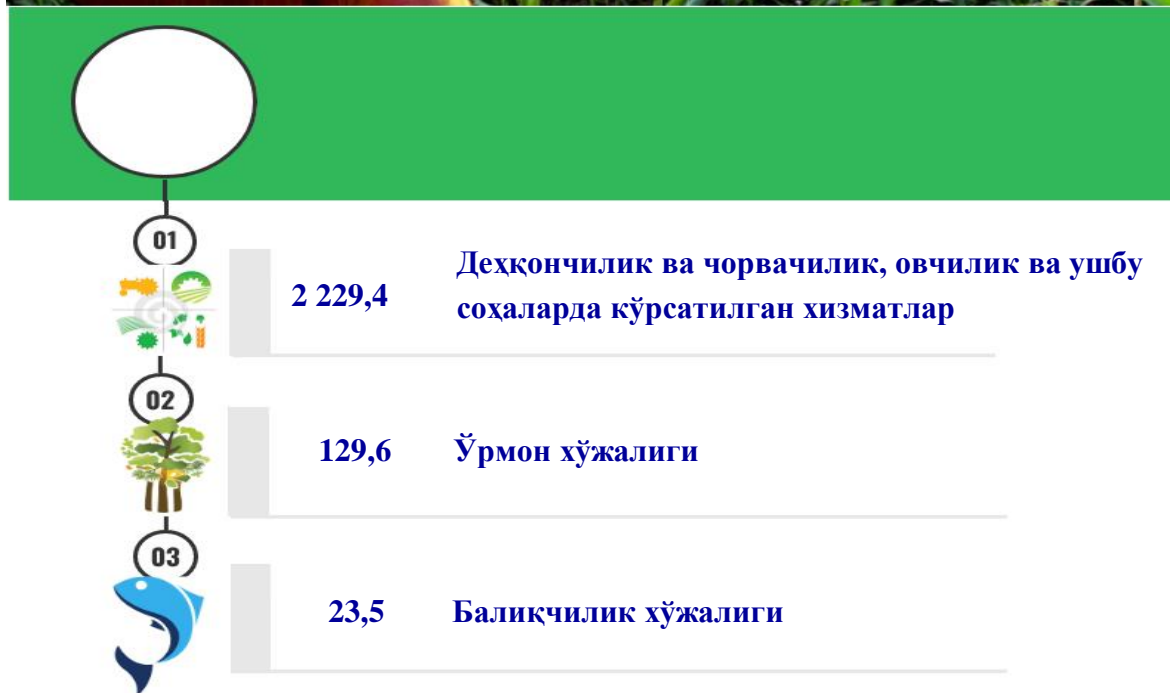 01
2 229,4
Деҳқончилик ва чорвачилик, овчилик ва ушбу
соҳаларда кўрсатилган хизматлар
02
129,6
Ўрмон хўжалиги
03
23,5
Балиқчилик хўжалиги